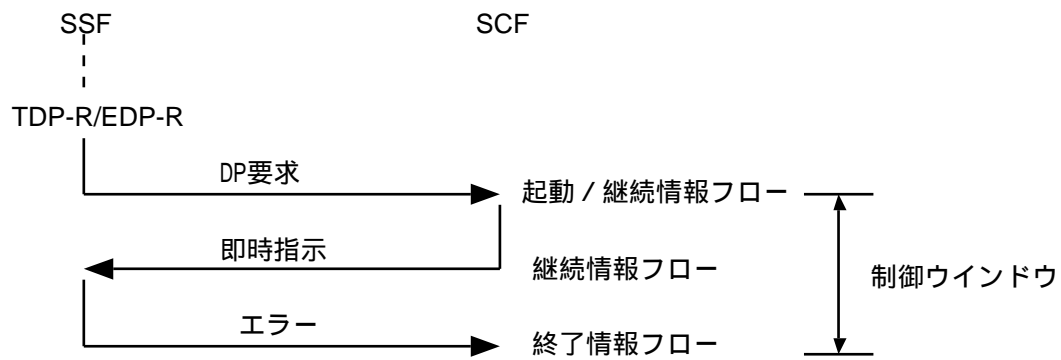 SSF
SCF
TDP-R/EDP-R
DP要求
起動／継続情報フロー
即時指示
継続情報フロー
制御ウインドウ
エラー
終了情報フロー